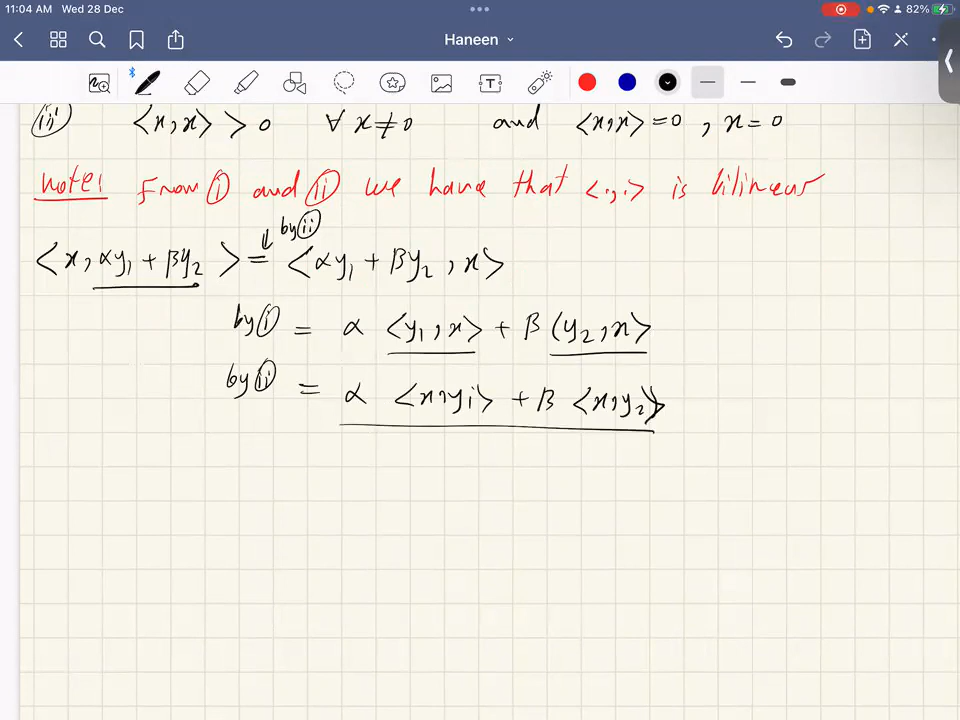 11:04 AM Wed 28 Dec
82%
Haneen
T
iii <x,x> > 0 ∀ x≠0 and <x,x> = 0 , x = 0
note: From i and ii we have that <.,.> is bilinear
by ii
<x, αy₁ + βy₂> = <αy₁ + βy₂ , x>
by i = α <y₁, x> + β (y₂, x>
by ii = α <x, y₁> + β <x, y₂>